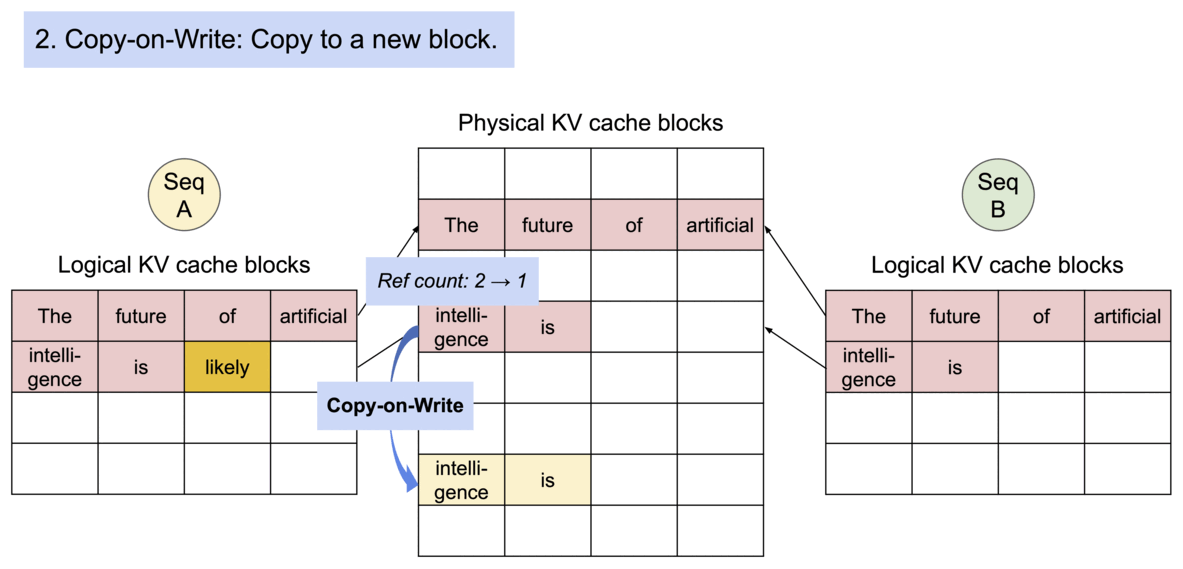 2. Copy-on-Write: Copy to a new block.
Physical KV cache blocks
Seq
A
Seq
B
Logical KV cache blocks
The future of artificial
intelli-
gence is likely
The future of artificial
Ref count: 2 → 1
intelli-
gence is
Copy-on-Write
intelli-
gence is
Logical KV cache blocks
The future of artificial
intelli-
gence is